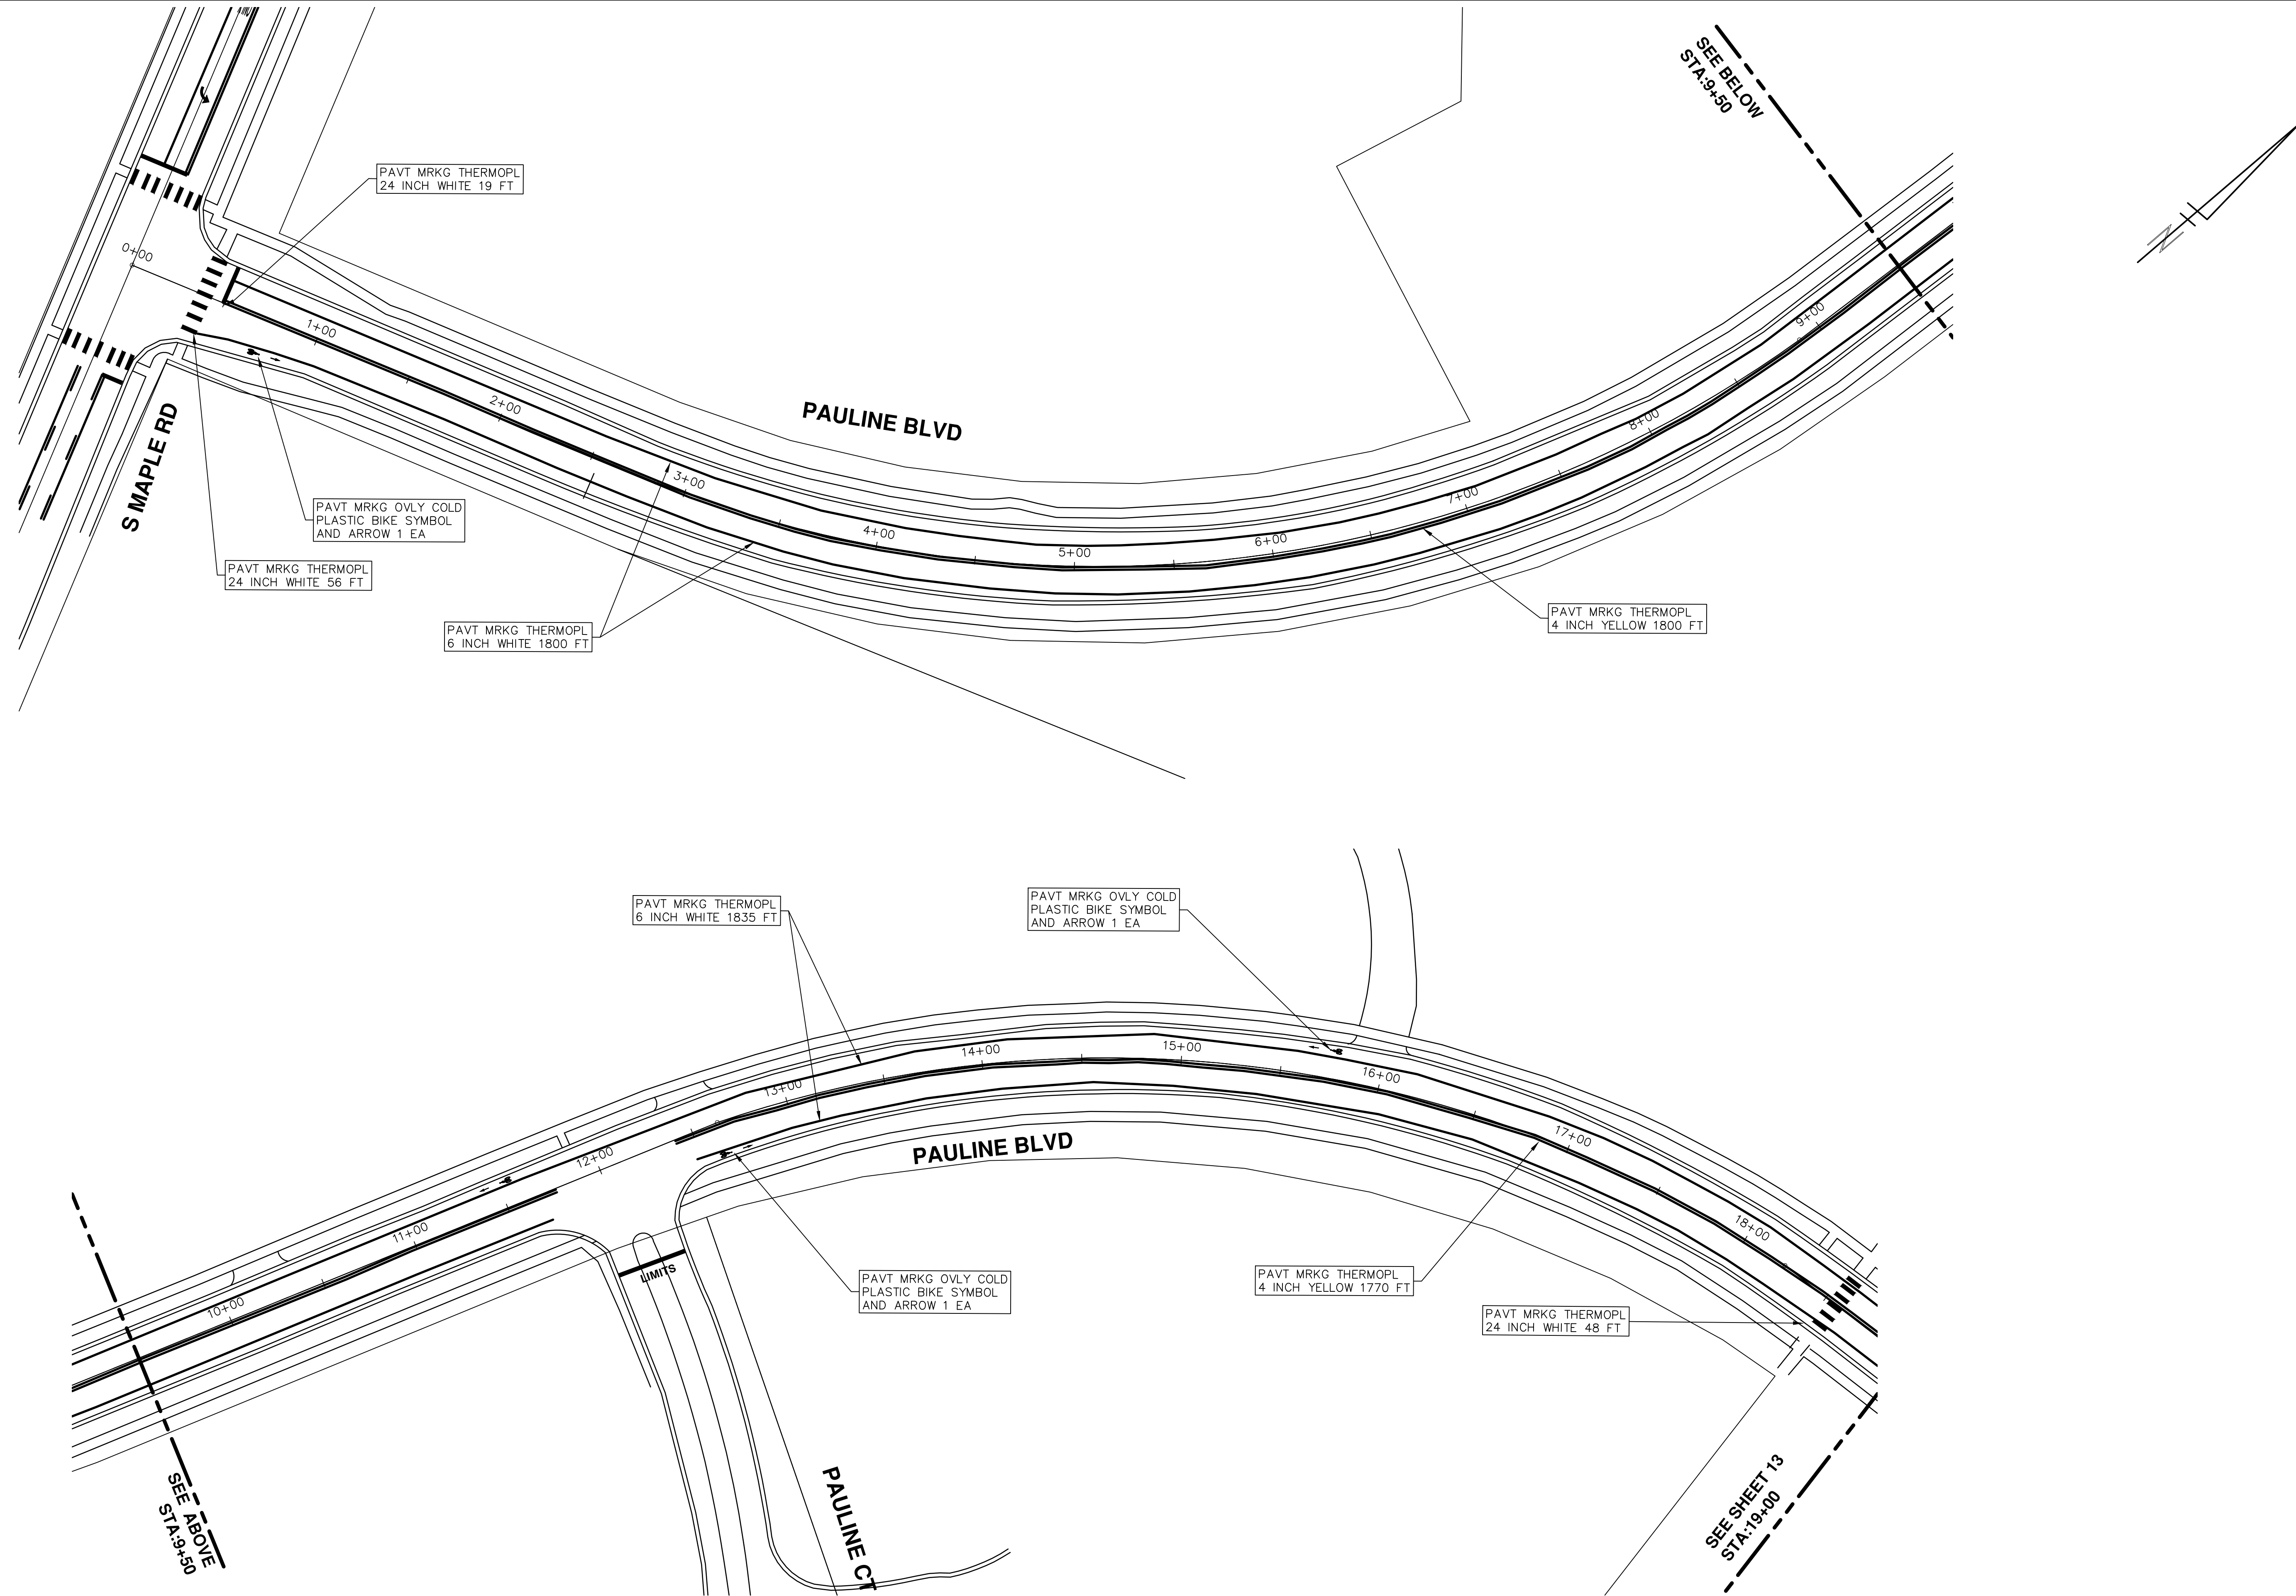 SEE BELOW
STA:9+50
PAVT MRKG THERMOPL
24 INCH WHITE 19 FT
0+00
N
1+00
2+00
3+00
4+00
5+00
6+00
7+00
8+00
9+00
PAULINE BLVD
S MAPLE RD
PAVT MRKG OVLY COLD
PLASTIC BIKE SYMBOL
AND ARROW 1 EA
PAVT MRKG THERMOPL
24 INCH WHITE 56 FT
PAVT MRKG THERMOPL
6 INCH WHITE 1800 FT
PAVT MRKG THERMOPL
4 INCH YELLOW 1800 FT
PAVT MRKG THERMOPL
6 INCH WHITE 1835 FT
PAVT MRKG OVLY COLD
PLASTIC BIKE SYMBOL
AND ARROW 1 EA
10+00
11+00
12+00
13+00
14+00
15+00
16+00
17+00
18+00
PAULINE BLVD
LIMITS
PAVT MRKG OVLY COLD
PLASTIC BIKE SYMBOL
AND ARROW 1 EA
PAVT MRKG THERMOPL
4 INCH YELLOW 1770 FT
PAVT MRKG THERMOPL
24 INCH WHITE 48 FT
SEE ABOVE
STA:9+50
PAULINE CT
SEE SHEET 13
STA:19+00